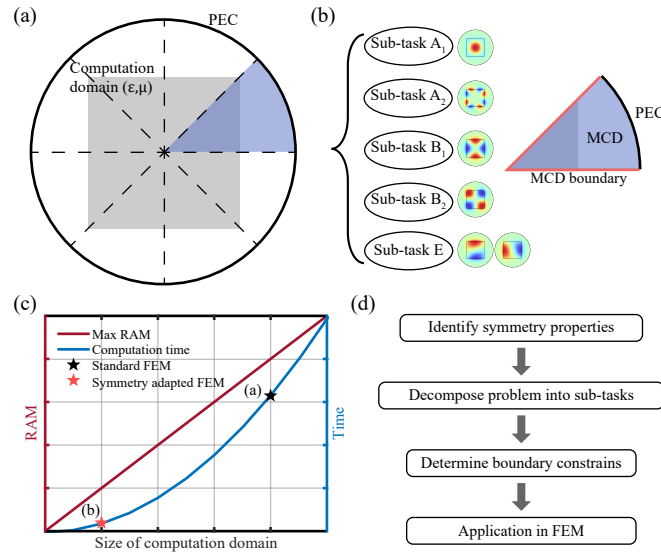 (a)
PEC
Computation
domain (ε,μ)
(b)
Sub-task A1
Sub-task A2
Sub-task B1
Sub-task B2
Sub-task E
PEC
MCD
MCD boundary
(c)
Max RAM
Computation time
Standard FEM
Symmetry adapted FEM
(a)
(b)
RAM
Time
Size of computation domain
(d)
Identify symmetry properties
Decompose problem into sub-tasks
Determine boundary constrains
Application in FEM